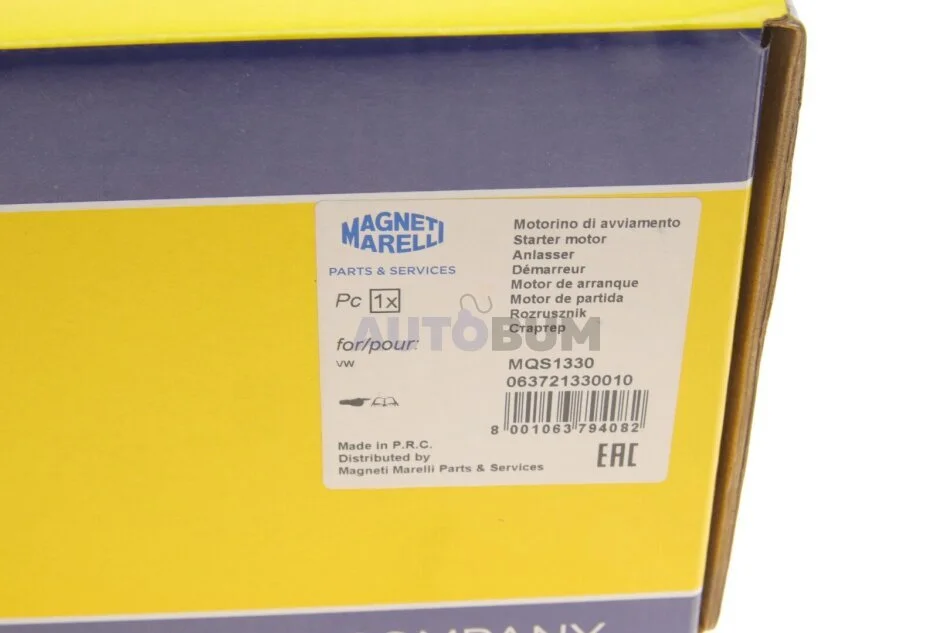 MAGNETI
MARELLI
PARTS & SERVICES
Pc 1x
for/pour:
VW
Motorino di avviamento
Starter motor
Anlasser
Démarreur
Motor de arranque
Motor de partida
Rozrusznik
Стартер
AUTOBUM
MQS1330
063721330010
8 001063 794082
Made in P.R.C.
Distributed by
Magneti Marelli Parts & Services
EAC
COMPANY